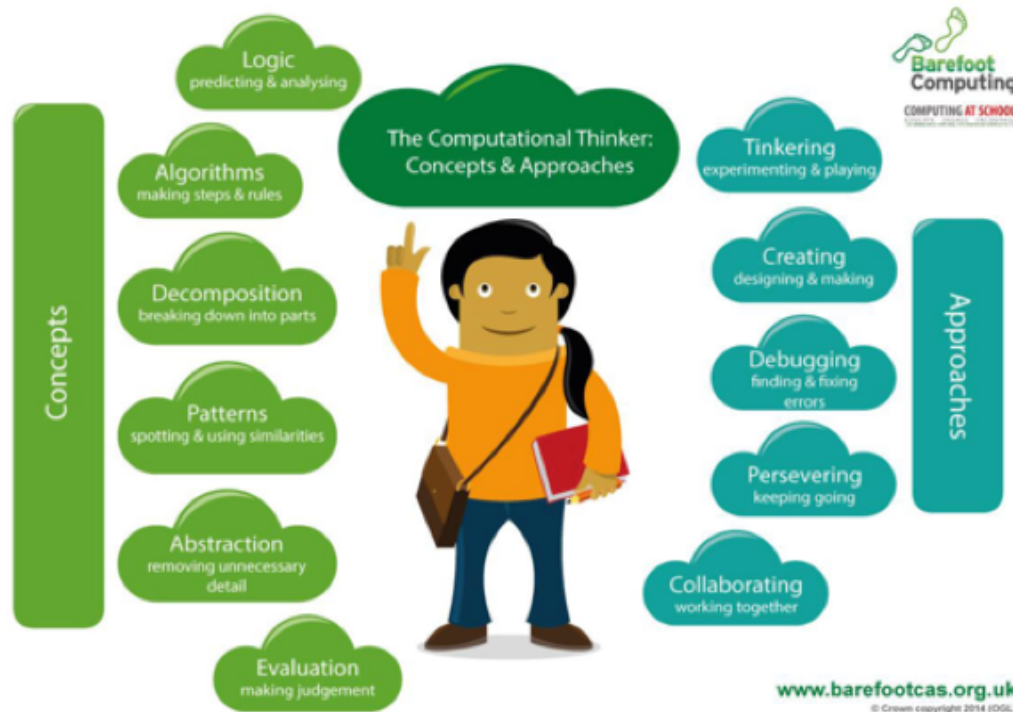 The Computational Thinker:
Concepts & Approaches
Concepts
Logic
predicting & analysing
Algorithms
making steps & rules
Decomposition
breaking down into parts
Patterns
spotting & using similarities
Abstraction
removing unnecessary
detail
Evaluation
making judgement
Barefoot
Computing
COMPUTING AT SCHOOL
Approaches
Tinkering
experimenting & playing
Creating
designing & making
Debugging
finding & fixing
errors
Persevering
keeping going
Collaborating
working together
www.barefootcas.org.uk
© Crown copyright 2014 (OGL